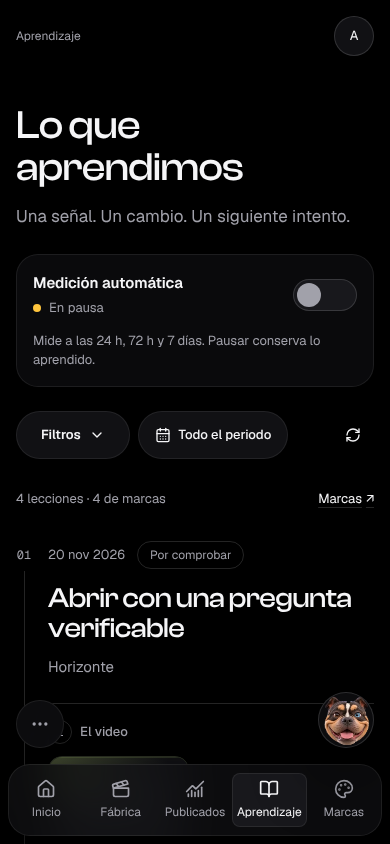 Aprendizaje
A
Lo que
aprendimos
Una señal. Un cambio. Un siguiente intento.
Medición automática
En pausa
Mide a las 24 h, 72 h y 7 días. Pausar conserva lo
aprendido.
Filtros
Todo el periodo
4 lecciones · 4 de marcas
Marcas ↗
01 20 nov 2026 Por comprobar
Abrir con una pregunta
verificable
Horizonte
El video
Inicio Fábrica Publicados Aprendizaje Marcas